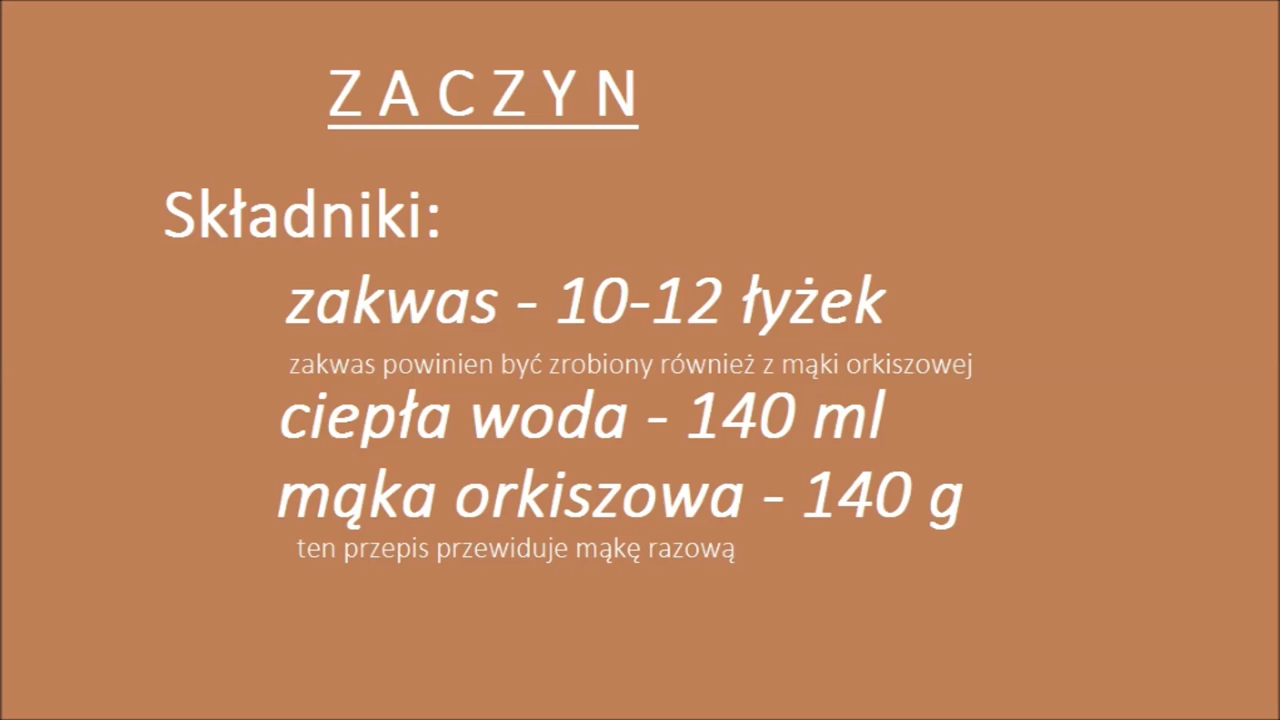 Z A C Z Y N
Składniki:
zakwas - 10-12 łyżek
zakwas powinien być zrobiony również z mąki orkiszowej
ciepła woda - 140 ml
mąka orkiszowa - 140 g
ten przepis przewiduje mąkę razową